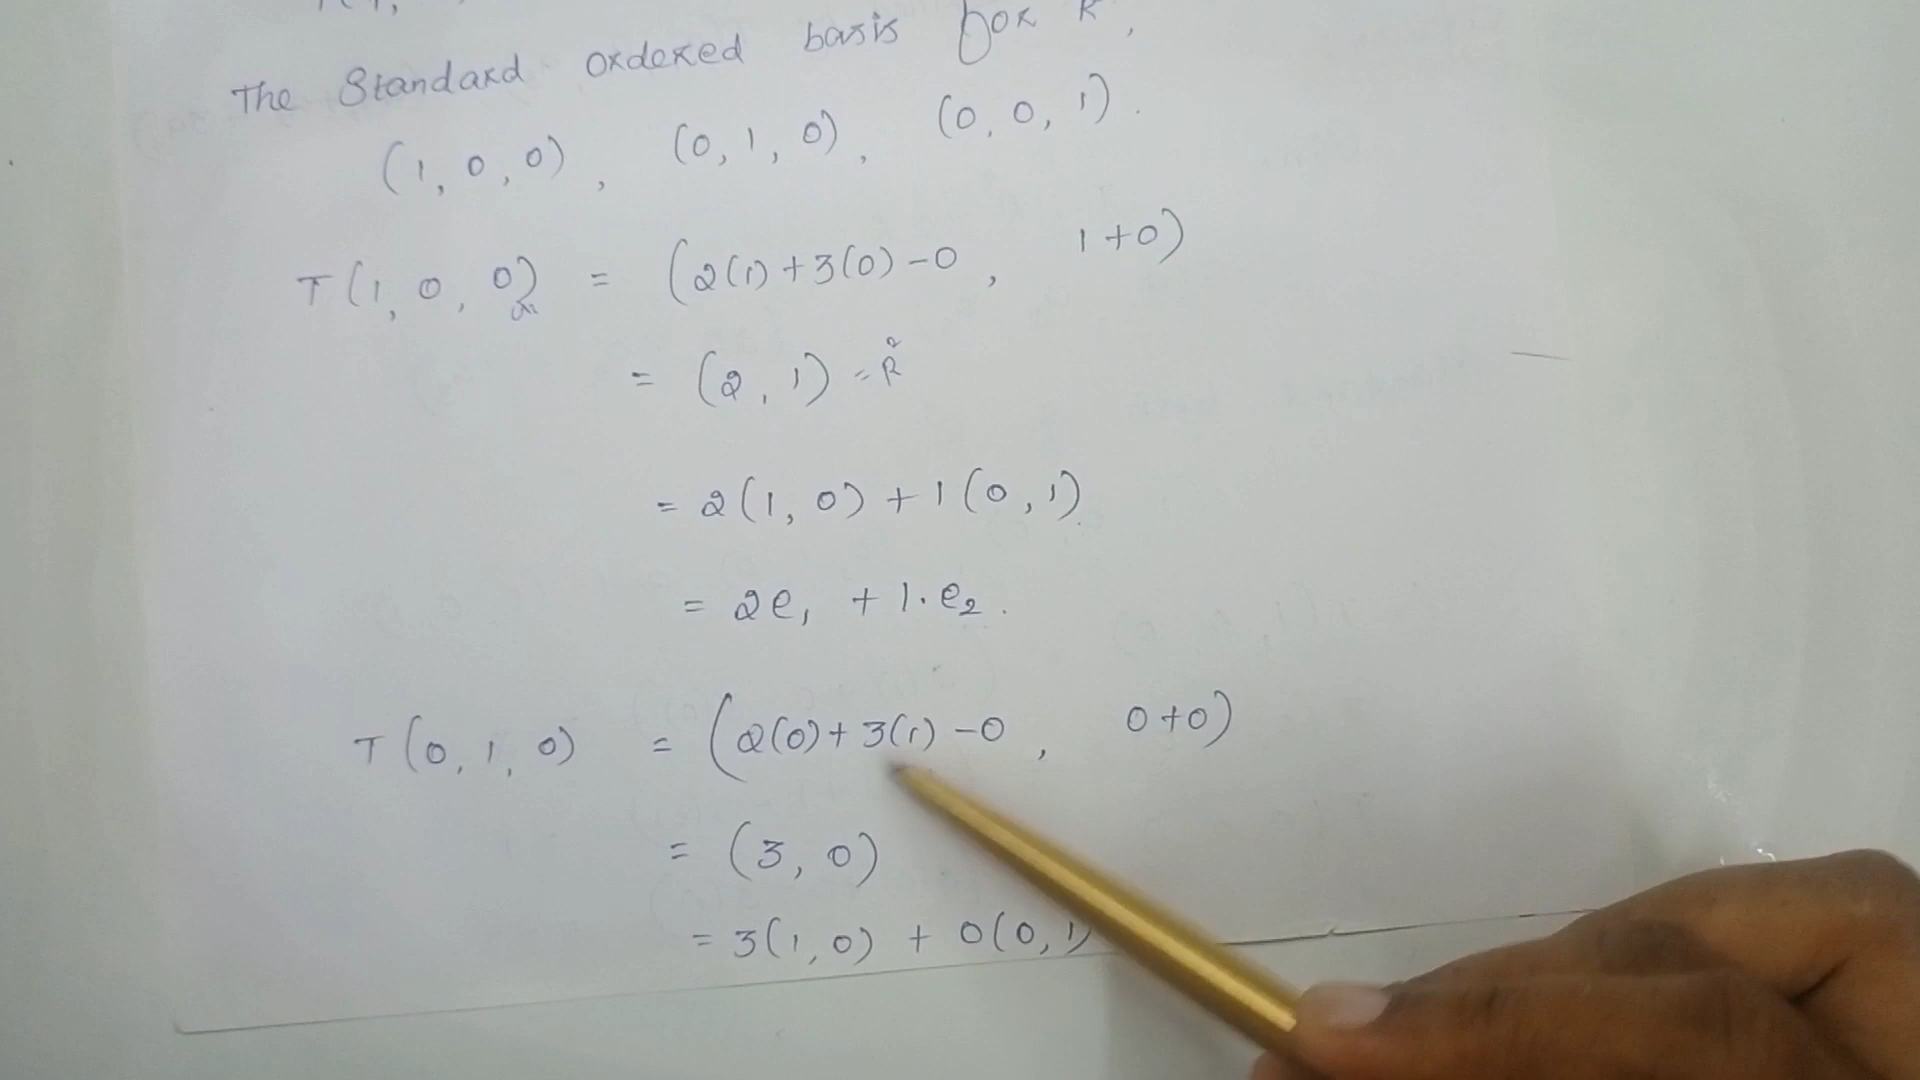 The Standard ordered basis for R,
(1, 0, 0), (0, 1, 0), (0, 0, 1).
T(1, 0, 0) = (2(1)+3(0)-0, 1+0)
= (2, 1) = R²
= 2(1, 0) + 1(0, 1).
= 2e₁ + 1.e₂.
T(0, 1, 0) = (2(0)+3(1)-0, 0+0)
= (3, 0)
= 3(1, 0) + 0(0, 1)